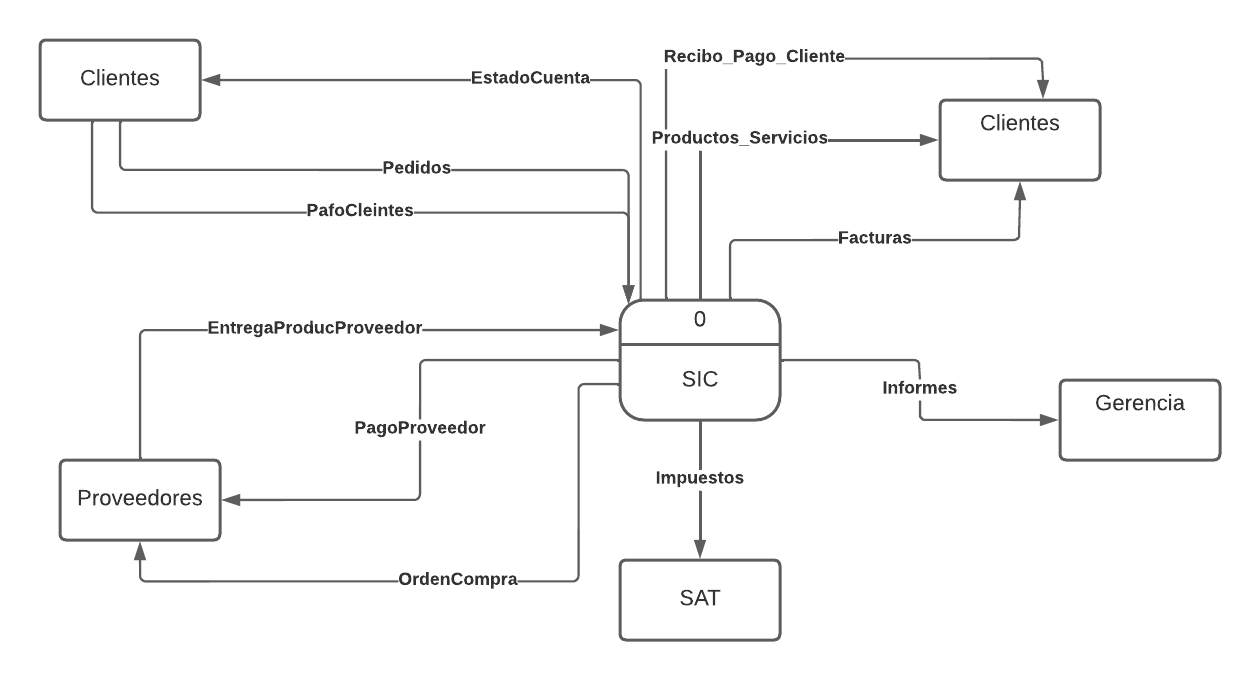 Recibo_Pago_Cliente
Clientes
EstadoCuenta
Clientes
Productos_Servicios
Pedidos
PafoCleintes
Facturas
0
EntregaProducProveedor
SIC
Informes
Gerencia
PagoProveedor
Impuestos
Proveedores
OrdenCompra
SAT